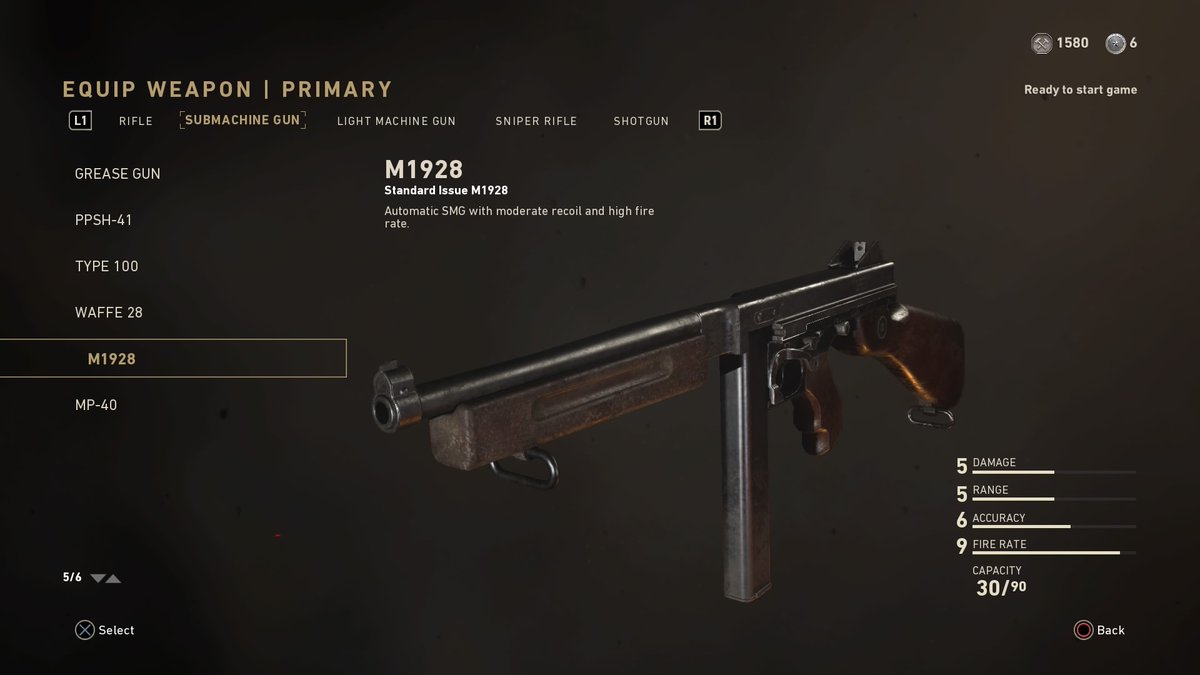 1580 6
EQUIP WEAPON | PRIMARY
Ready to start game
L1 RIFLE SUBMACHINE GUN LIGHT MACHINE GUN SNIPER RIFLE SHOTGUN R1
GREASE GUN
PPSH-41
TYPE 100
WAFFE 28
M1928
MP-40
M1928
Standard Issue M1928
Automatic SMG with moderate recoil and high fire
rate.
5 DAMAGE
5 RANGE
6 ACCURACY
9 FIRE RATE
CAPACITY
30/90
5/6
Select
Back